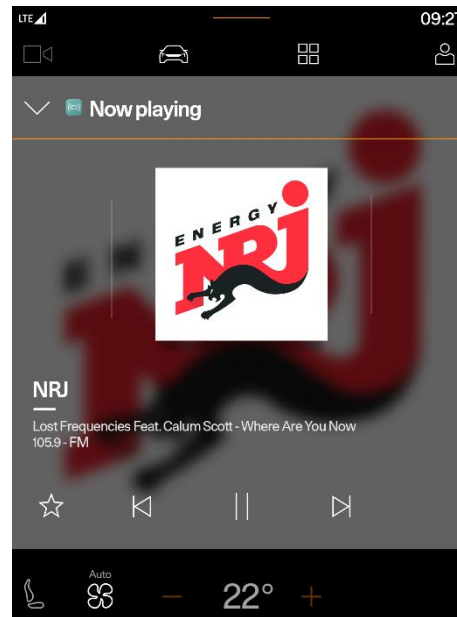 LTE
09:27
Now playing
ENERGY
NRJ
NRJ
Lost Frequencies Feat. Calum Scott - Where Are You Now
105.9 - FM
Auto
22°